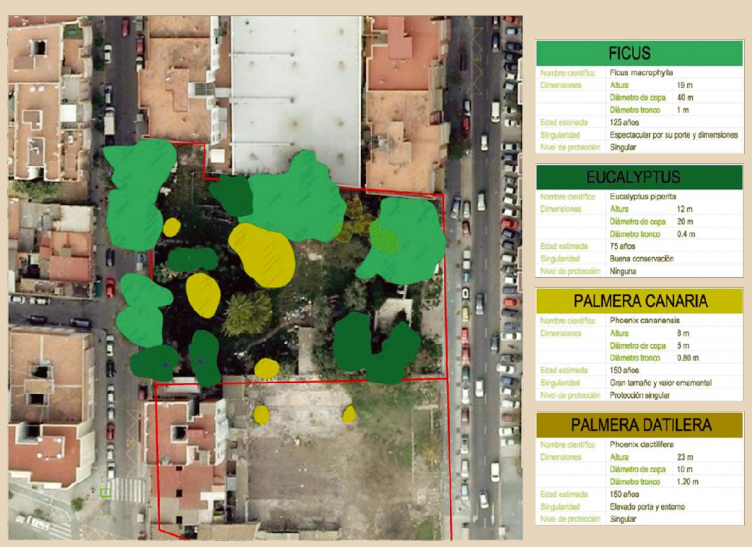 FICUS
Nombre científico Ficus macrophylla
Dimensiones Altura 19 m
Diámetro de copa 40 m
Diámetro tronco 1 m
Edad estimada 125 años
Singularidad Espectacular por su porte y dimensiones
Nivel de protección Singular
EUCALYPTUS
Nombre científico Eucalyptus piperita
Dimensiones Altura 12 m
Diámetro de copa 20 m
Diámetro tronco 0.4 m
Edad estimada 75 años
Singularidad Buena conservación
Nivel de protección Ninguna
PALMERA CANARIA
Nombre científico Phoenix canariensis
Dimensiones Altura 8 m
Diámetro de copa 5 m
Diámetro tronco 0.80 m
Edad estimada 150 años
Singularidad Gran tamaño y valor ornamental
Nivel de protección Protección singular
PALMERA DATILERA
Nombre científico Phoenix dactilifera
Dimensiones Altura 23 m
Diámetro de copa 10 m
Diámetro tronco 1.20 m
Edad estimada 150 años
Singularidad Elevado porte y entorno
Nivel de protección Singular